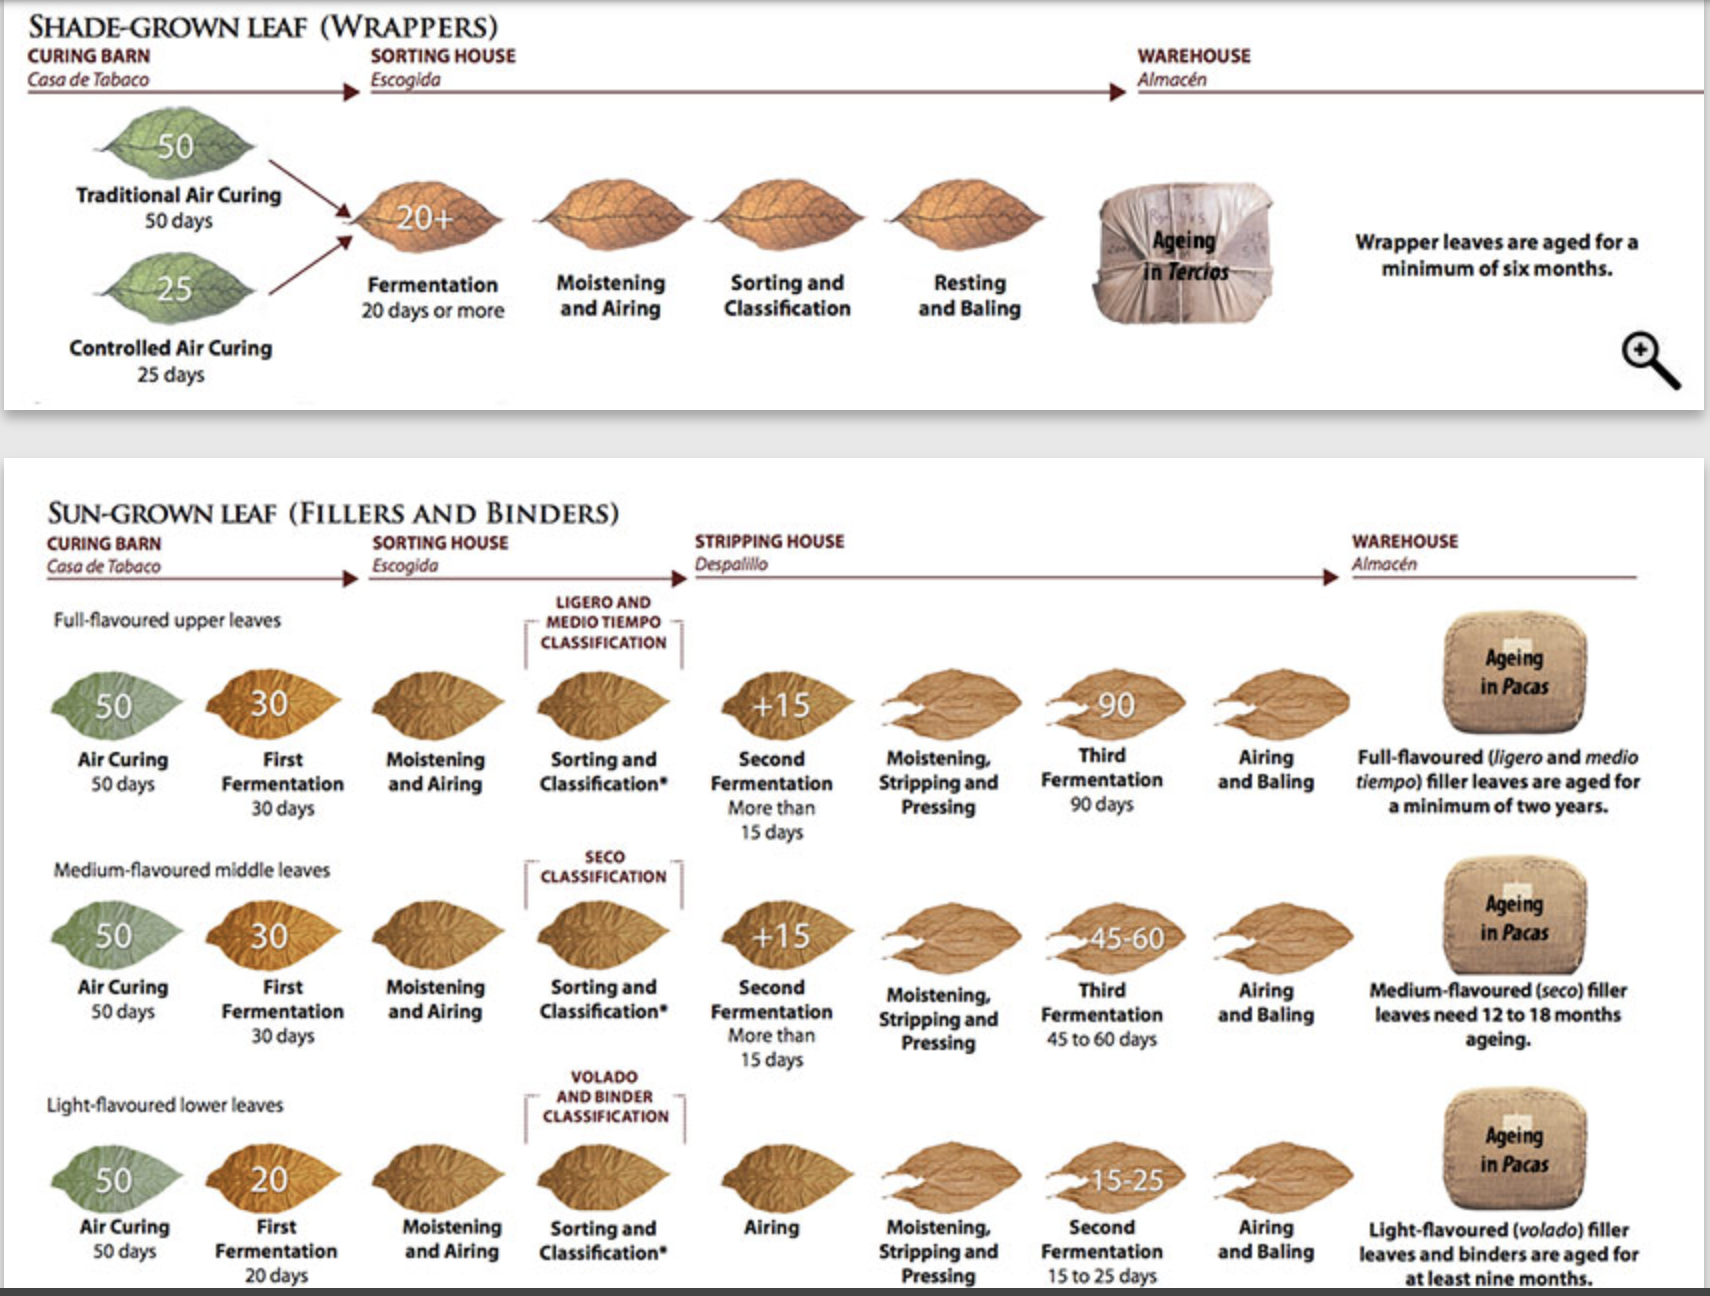 SHADE-GROWN LEAF (WRAPPERS)
CURING BARN
Casa de Tabaco
SORTING HOUSE
Escogida
WAREHOUSE
Almacén
50
Traditional Air Curing
50 days
25
Controlled Air Curing
25 days
20+
Fermentation
20 days or more
Moistening
and Airing
Sorting and
Classification
Resting
and Baling
Ageing
in Tercios
Wrapper leaves are aged for a
minimum of six months.
SUN-GROWN LEAF (FILLERS AND BINDERS)
CURING BARN
Casa de Tabaco
SORTING HOUSE
Escogida
STRIPPING HOUSE
Despalillo
WAREHOUSE
Almacén
Full-flavoured upper leaves
LIGERO AND
MEDIO TIEMPO
CLASSIFICATION
50
Air Curing
50 days
30
First
Fermentation
30 days
Moistening
and Airing
Sorting and
Classification*
+15
Second
Fermentation
More than
15 days
Moistening,
Stripping and
Pressing
90
Third
Fermentation
90 days
Airing
and Baling
Ageing
in Pacas
Full-flavoured (ligero and medio
tiempo) filler leaves are aged for
a minimum of two years.
Medium-flavoured middle leaves
SECO
CLASSIFICATION
50
Air Curing
50 days
30
First
Fermentation
30 days
Moistening
and Airing
Sorting and
Classification*
+15
Second
Fermentation
More than
15 days
Moistening,
Stripping and
Pressing
45-60
Third
Fermentation
45 to 60 days
Airing
and Baling
Ageing
in Pacas
Medium-flavoured (seco) filler
leaves need 12 to 18 months
ageing.
Light-flavoured lower leaves
VOLADO
AND BINDER
CLASSIFICATION
50
Air Curing
50 days
20
First
Fermentation
20 days
Moistening
and Airing
Sorting and
Classification*
Airing
Moistening,
Stripping and
Pressing
15-25
Second
Fermentation
15 to 25 days
Airing
and Baling
Ageing
in Pacas
Light-flavoured (volado) filler
leaves and binders are aged for
at least nine months.